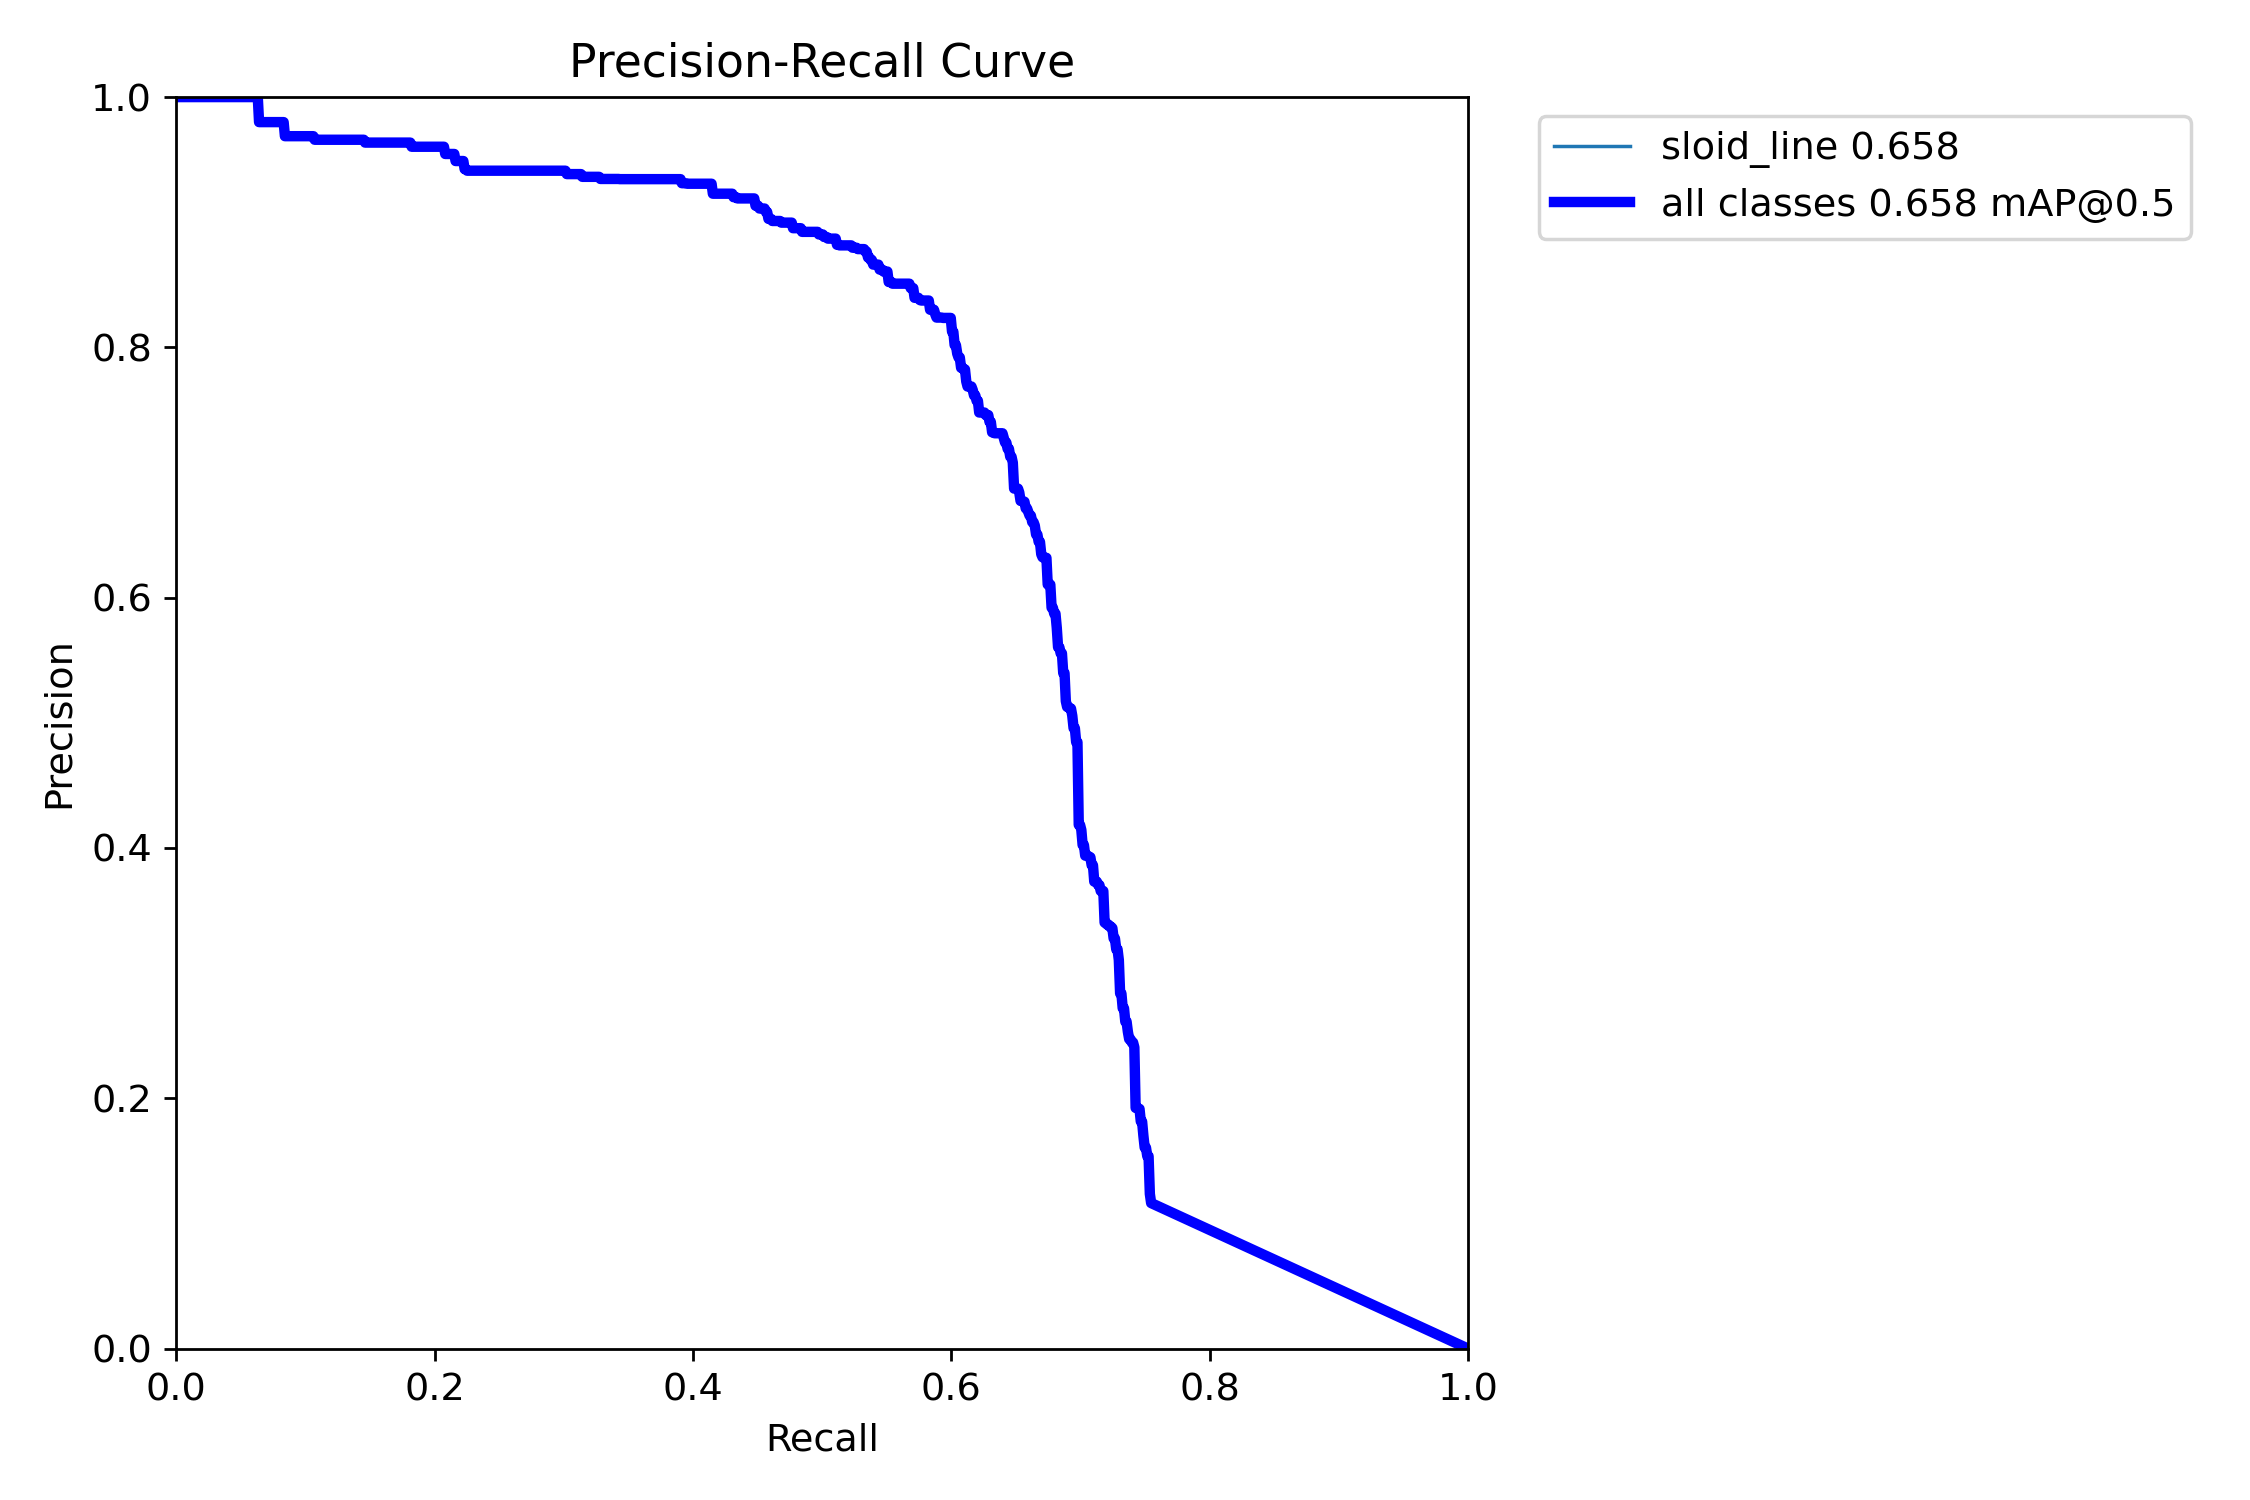 Precision-Recall Curve
1.0
0.8
0.6
0.4
0.2
0.0
Precision
0.0 0.2 0.4 0.6 0.8 1.0
Recall
sloid_line 0.658
all classes 0.658 mAP@0.5